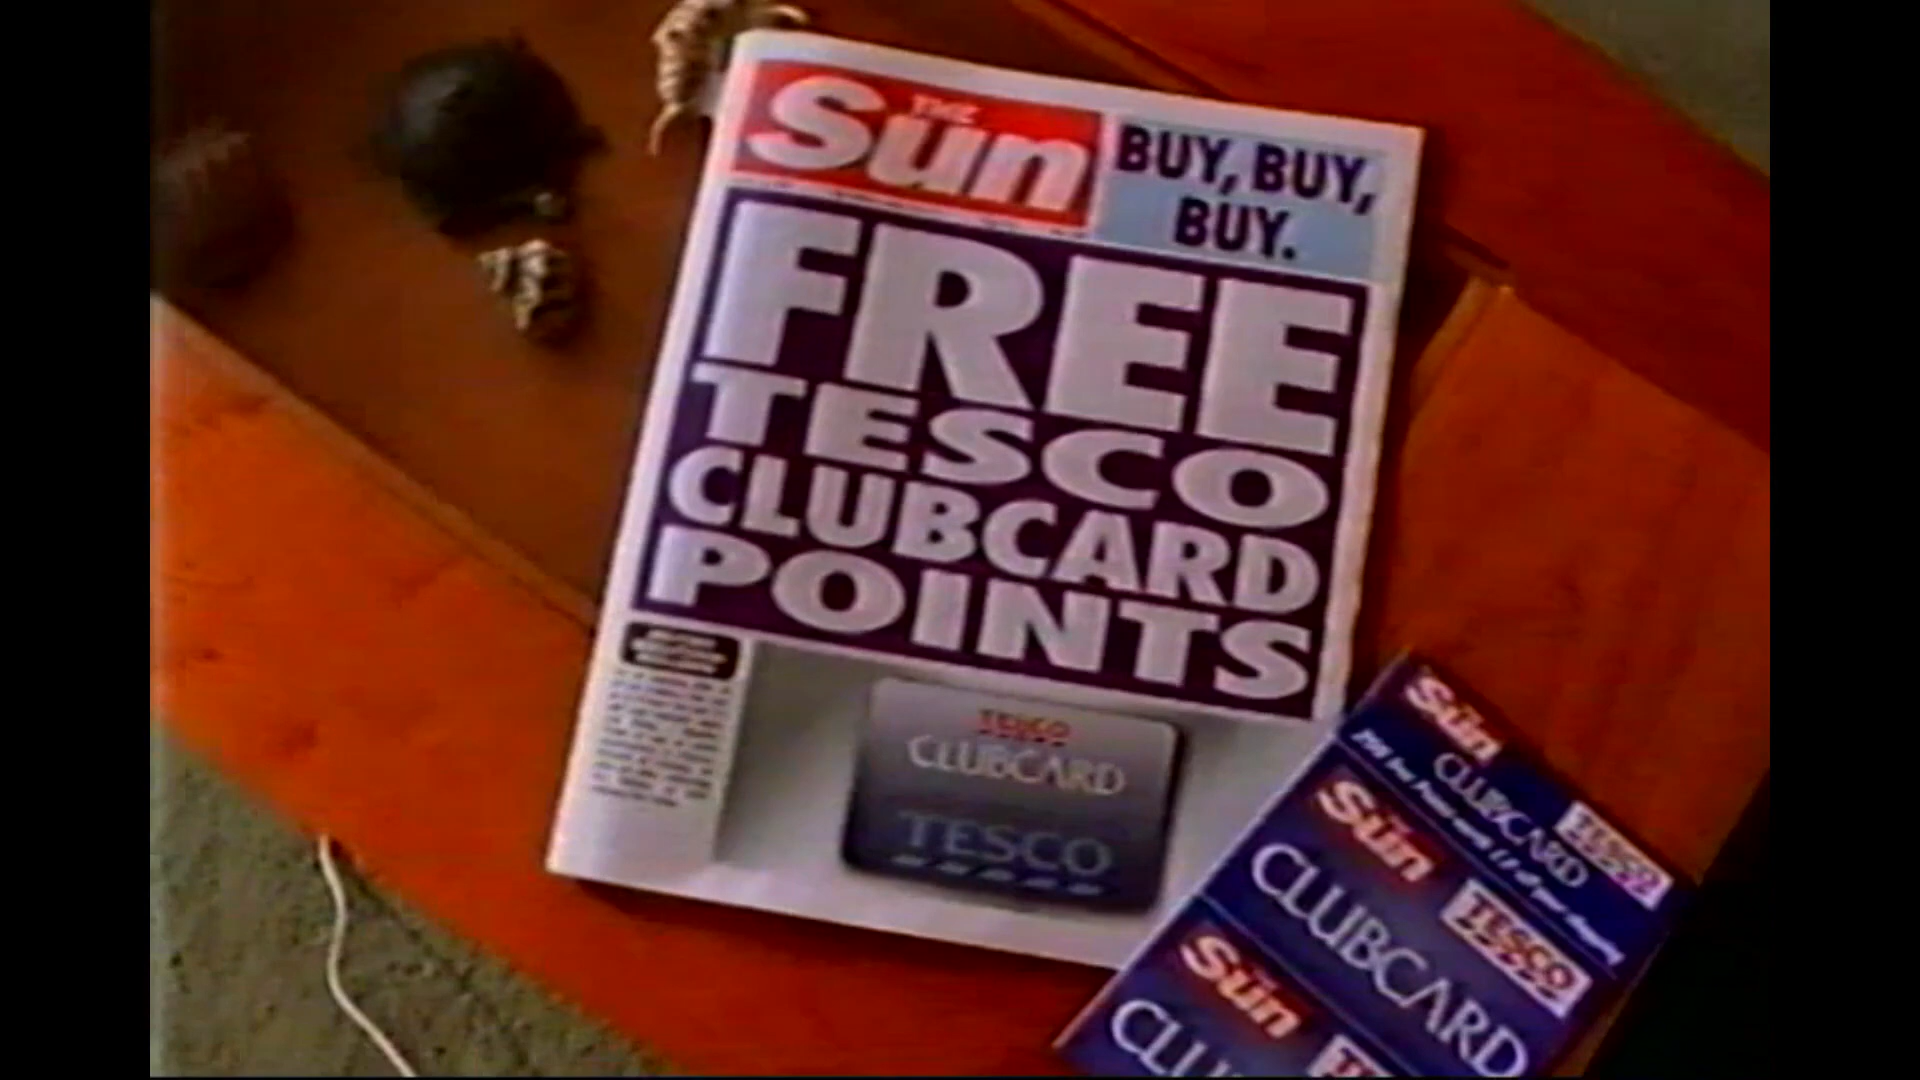 THE
Sun
BUY, BUY,
BUY.
FREE
TESCO
CLUBCARD
POINTS
TESCO
CLUBCARD
TESCO
Sun
CLUBCARD
TESCO
Sun
CLUBCARD
TESCO
Sun